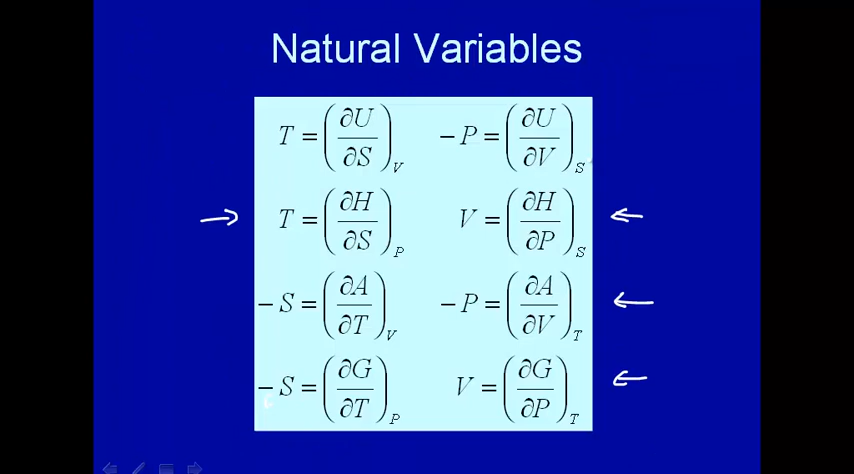 Natural Variables
T = (∂U/∂S)_V    −P = (∂U/∂V)_S
T = (∂H/∂S)_P    V = (∂H/∂P)_S
−S = (∂A/∂T)_V    −P = (∂A/∂V)_T
−S = (∂G/∂T)_P    V = (∂G/∂P)_T